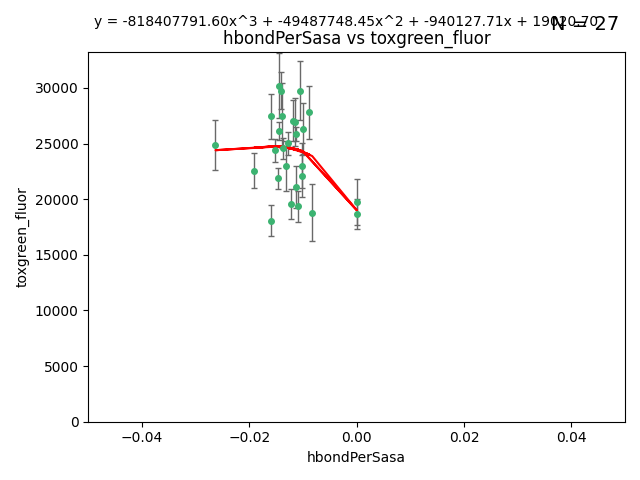 y = -818407791.60x^3 + -49487748.45x^2 + -940127.71x + 19020.70
N = 27
hbondPerSasa vs toxgreen_fluor
30000
25000
20000
15000
10000
5000
0
toxgreen_fluor
−0.04
−0.02
0.00
0.02
0.04
hbondPerSasa